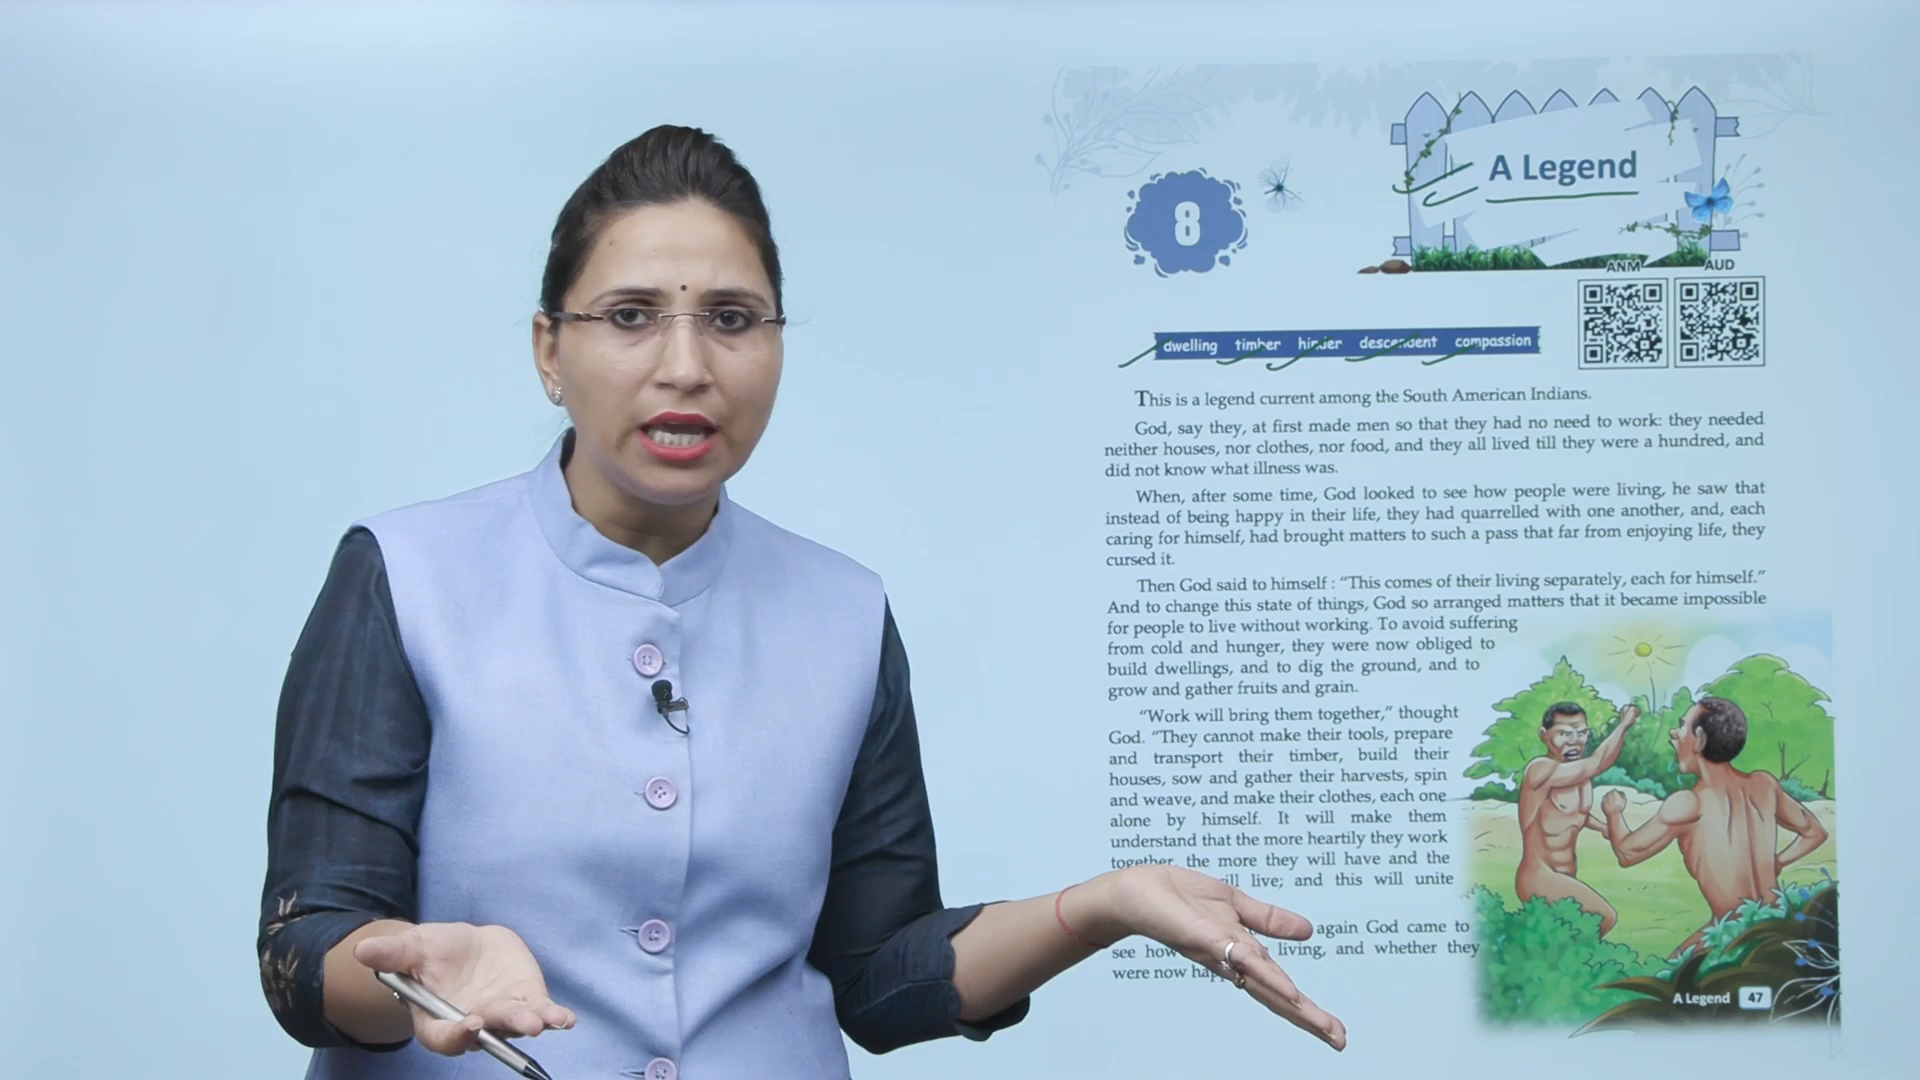 A Legend
8
ANM AUD
dwelling timber hinder descendent compassion
This is a legend current among the South American Indians.
God, say they, at first made men so that they had no need to work: they needed
neither houses, nor clothes, nor food, and they all lived till they were a hundred, and
did not know what illness was.
When, after some time, God looked to see how people were living, he saw that
instead of being happy in their life, they had quarrelled with one another, and, each
caring for himself, had brought matters to such a pass that far from enjoying life, they
cursed it.
Then God said to himself : “This comes of their living separately, each for himself.”
And to change this state of things, God so arranged matters that it became impossible
for people to live without working. To avoid suffering
from cold and hunger, they were now obliged to
build dwellings, and to dig the ground, and to
grow and gather fruits and grain.
“Work will bring them together,” thought
God. “They cannot make their tools, prepare
and transport their timber, build their
houses, sow and gather their harvests, spin
and weave, and make their clothes, each one
alone by himself. It will make them
understand that the more heartily they work
together, the more they will have and the
live; and this will unite
again God came to
see how living, and whether they
were now
A Legend 47